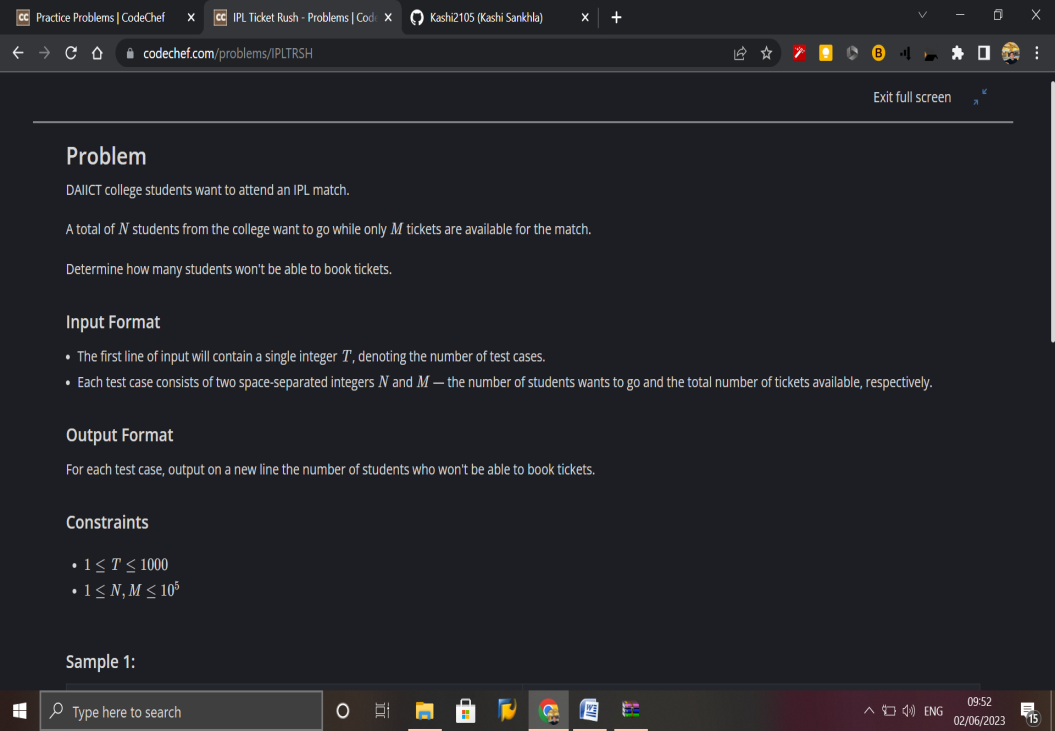 Practice Problems | CodeChef
IPL Ticket Rush - Problems | Cod
Kashi2105 (Kashi Sankhla)
codechef.com/problems/IPLTRSH
Exit full screen
Problem
DAIICT college students want to attend an IPL match.
A total of N students from the college want to go while only M tickets are available for the match.
Determine how many students won't be able to book tickets.
Input Format
• The first line of input will contain a single integer T, denoting the number of test cases.
• Each test case consists of two space-separated integers N and M — the number of students wants to go and the total number of tickets available, respectively.
Output Format
For each test case, output on a new line the number of students who won't be able to book tickets.
Constraints
• 1 ≤ T ≤ 1000
• 1 ≤ N, M ≤ 10⁵
Sample 1:
Type here to search
ENG
09:52
02/06/2023
15